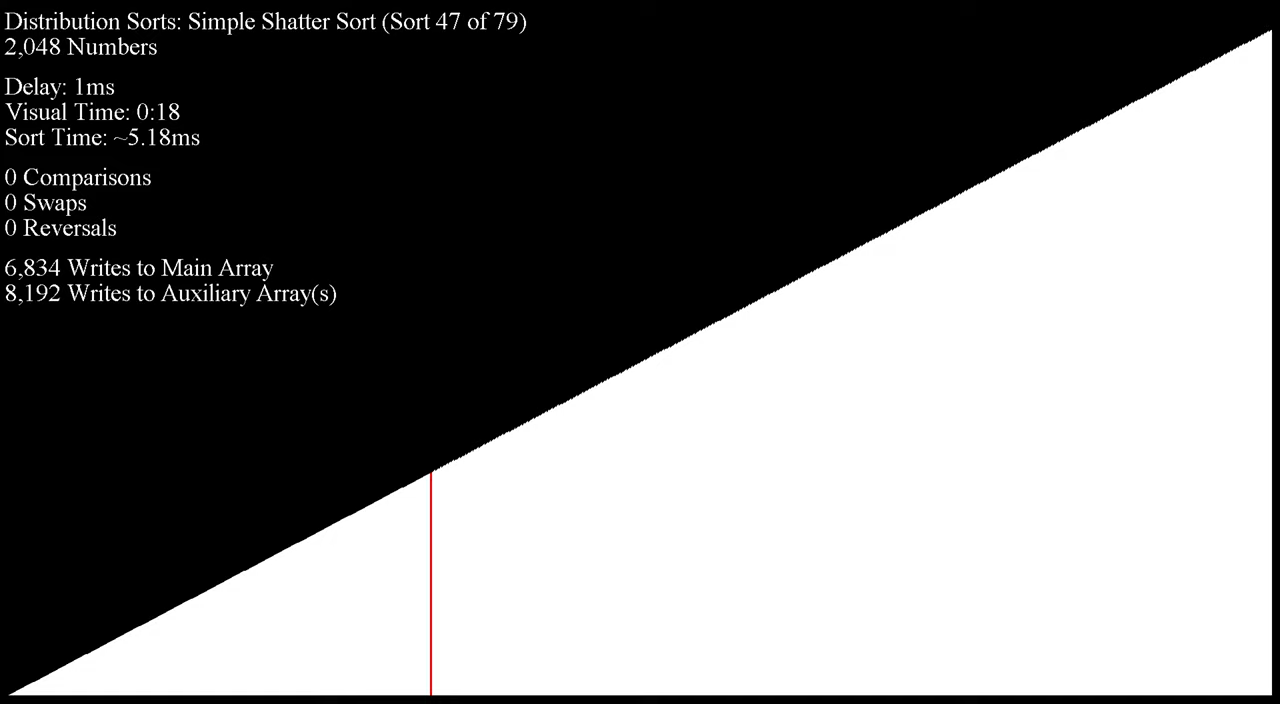 Distribution Sorts: Simple Shatter Sort (Sort 47 of 79)
2,048 Numbers
Delay: 1ms
Visual Time: 0:18
Sort Time: ~5.18ms
0 Comparisons
0 Swaps
0 Reversals
6,834 Writes to Main Array
8,192 Writes to Auxiliary Array(s)